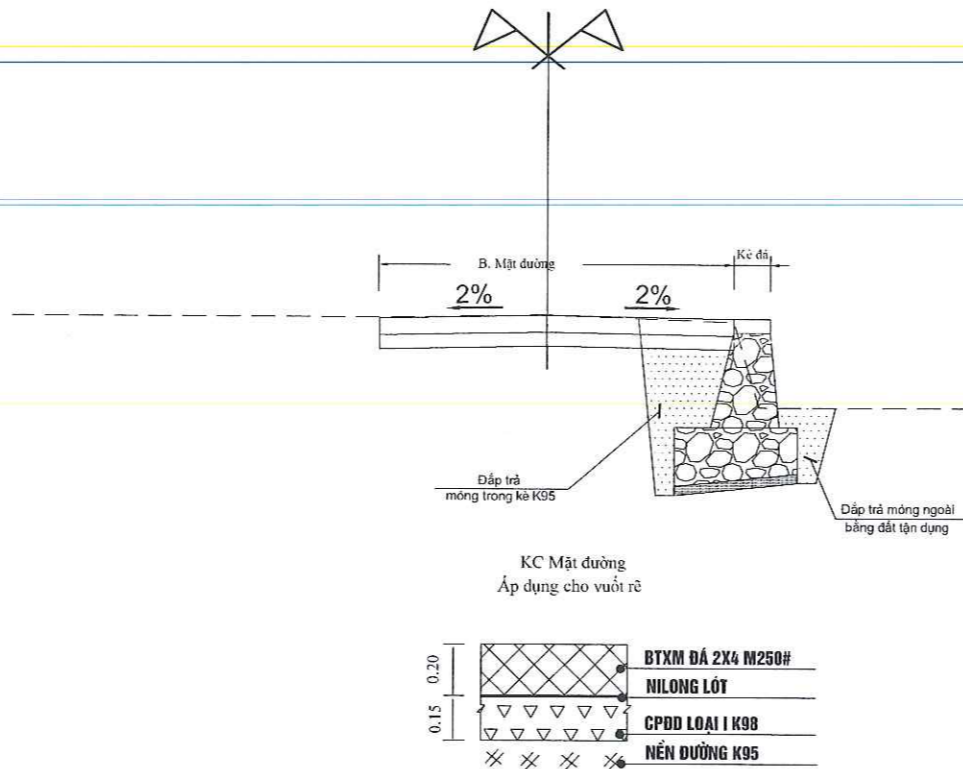 B. Mặt đường
Kè đá
2%
2%
Đắp trả
móng trong kè K95
Đắp trả móng ngoài
bằng đất tận dụng
KC Mặt đường
Áp dụng cho vuốt rẽ
0.20
0.15
BTXM ĐÁ 2X4 M250#
NILONG LÓT
CPĐD LOẠI I K98
NỀN ĐƯỜNG K95